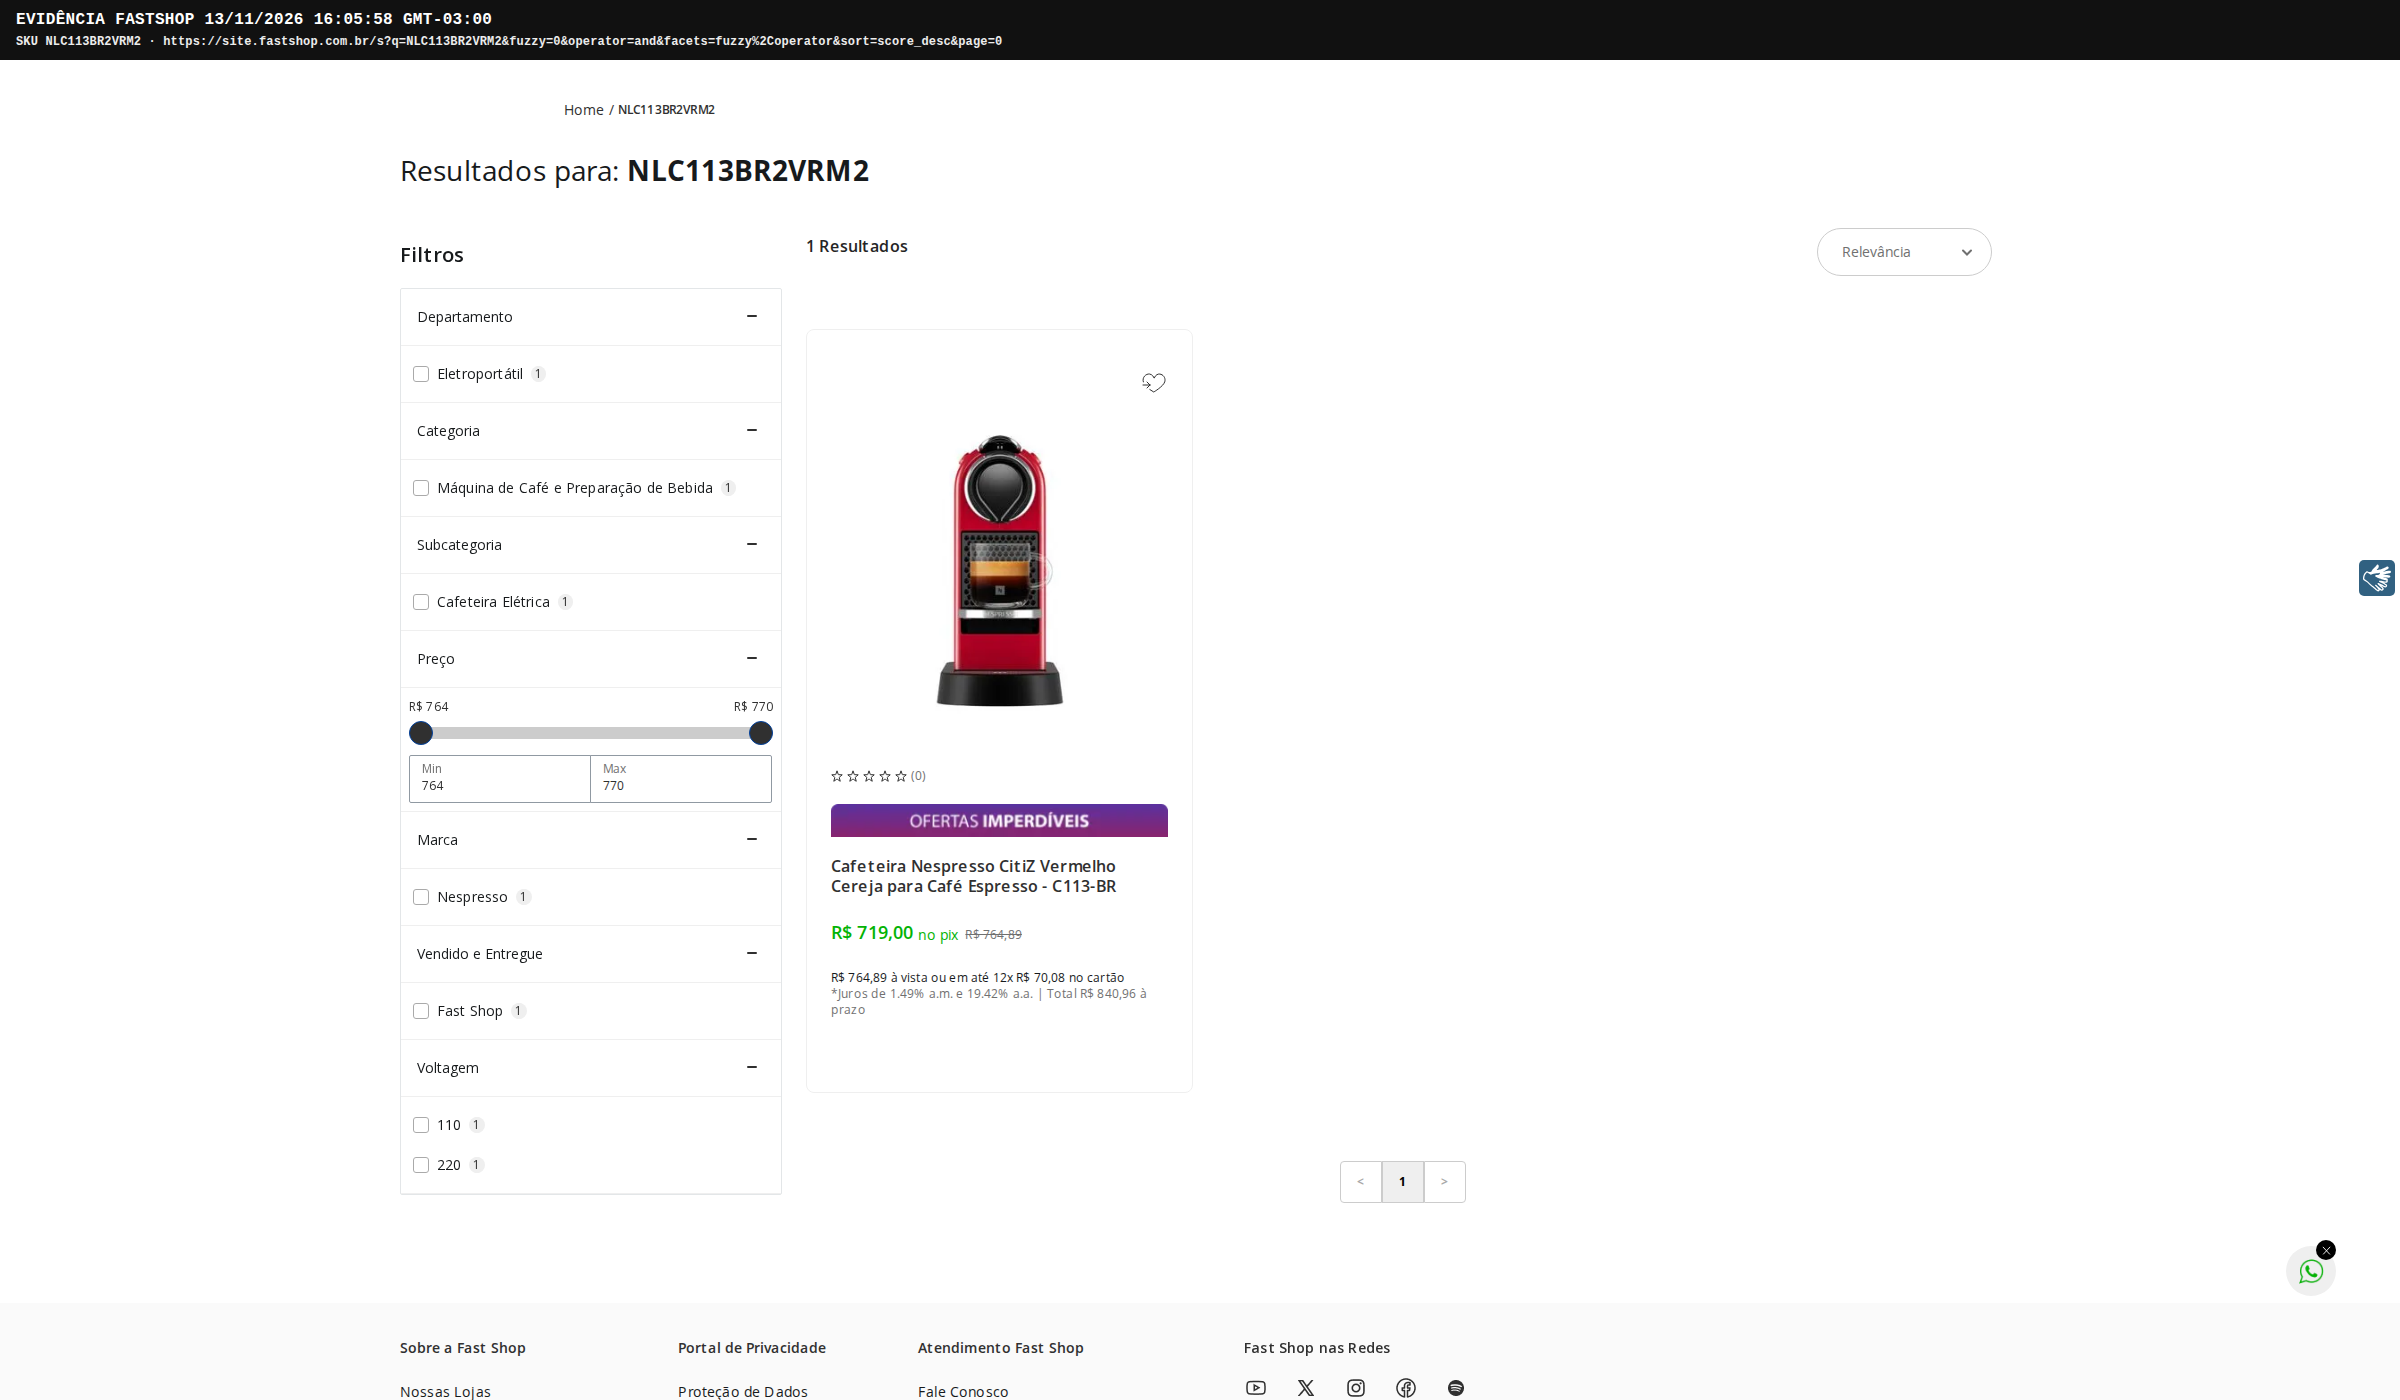 EVIDÊNCIA FASTSHOP 13/11/2026 16:05:58 GMT-03:00
SKU NLC113BR2VRM2 · https://site.fastshop.com.br/s?q=NLC113BR2VRM2&fuzzy=0&operator=and&facets=fuzzy%2Coperator&sort=score_desc&page=0
Home / NLC113BR2VRM2
Resultados para: NLC113BR2VRM2
Filtros
Departamento
Eletroportátil 1
Categoria
Máquina de Café e Preparação de Bebida 1
Subcategoria
Cafeteira Elétrica 1
Preço
R$ 764 R$ 770
Min Max
764 770
Marca
Nespresso 1
Vendido e Entregue
Fast Shop 1
Voltagem
110 1
220 1
1 Resultados
Relevância
(0)
OFERTAS IMPERDÍVEIS
Cafeteira Nespresso CitiZ Vermelho
Cereja para Café Espresso - C113-BR
R$ 719,00 no pix R$ 764,89
R$ 764,89 à vista ou em até 12x R$ 70,08 no cartão
*Juros de 1.49% a.m. e 19.42% a.a. | Total R$ 840,96 à
prazo
< 1 >
Sobre a Fast Shop
Nossas Lojas
Portal de Privacidade
Proteção de Dados
Atendimento Fast Shop
Fale Conosco
Fast Shop nas Redes